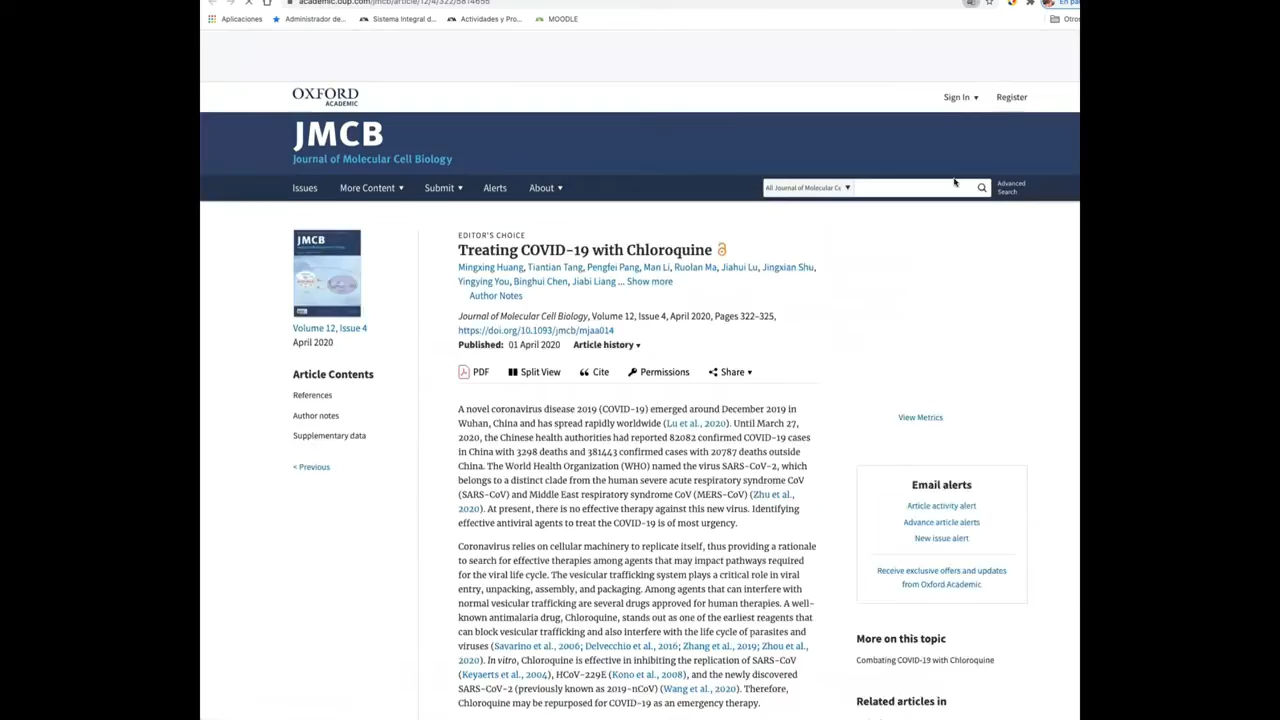 academic.oup.com/jmcb/article/12/4/322/5814655
En pa
Aplicaciones
Administrador de...
Sistema Integral d...
Actividades y Pro...
MOODLE
Otros
OXFORD
ACADEMIC
Sign In ▼
Register
JMCB
Journal of Molecular Cell Biology
Issues
More Content ▼
Submit ▼
Alerts
About ▼
All Journal of Molecular Ce ▼
Advanced
Search
JMCB
Volume 12, Issue 4
April 2020
Article Contents
References
Author notes
Supplementary data
< Previous
EDITOR'S CHOICE
Treating COVID-19 with Chloroquine
Mingxing Huang, Tiantian Tang, Pengfei Pang, Man Li, Ruolan Ma, Jiahui Lu, Jingxian Shu,
Yingying You, Binghui Chen, Jiabi Liang ... Show more
Author Notes
Journal of Molecular Cell Biology, Volume 12, Issue 4, April 2020, Pages 322–325,
https://doi.org/10.1093/jmcb/mjaa014
Published: 01 April 2020 Article history ▾
PDF
Split View
Cite
Permissions
Share ▾
A novel coronavirus disease 2019 (COVID-19) emerged around December 2019 in
Wuhan, China and has spread rapidly worldwide (Lu et al., 2020). Until March 27,
2020, the Chinese health authorities had reported 82082 confirmed COVID-19 cases
in China with 3298 deaths and 381443 confirmed cases with 20787 deaths outside
China. The World Health Organization (WHO) named the virus SARS-CoV-2, which
belongs to a distinct clade from the human severe acute respiratory syndrome CoV
(SARS-CoV) and Middle East respiratory syndrome CoV (MERS-CoV) (Zhu et al.,
2020). At present, there is no effective therapy against this new virus. Identifying
effective antiviral agents to treat the COVID-19 is of most urgency.
Coronavirus relies on cellular machinery to replicate itself, thus providing a rationale
to search for effective therapies among agents that may impact pathways required
for the viral life cycle. The vesicular trafficking system plays a critical role in viral
entry, unpacking, assembly, and packaging. Among agents that can interfere with
normal vesicular trafficking are several drugs approved for human therapies. A well-
known antimalaria drug, Chloroquine, stands out as one of the earliest reagents that
can block vesicular trafficking and also interfere with the life cycle of parasites and
viruses (Savarino et al., 2006; Delvecchio et al., 2016; Zhang et al., 2019; Zhou et al.,
2020). In vitro, Chloroquine is effective in inhibiting the replication of SARS-CoV
(Keyaerts et al., 2004), HCoV-229E (Kono et al., 2008), and the newly discovered
SARS-CoV-2 (previously known as 2019-nCoV) (Wang et al., 2020). Therefore,
Chloroquine may be repurposed for COVID-19 as an emergency therapy.
View Metrics
Email alerts
Article activity alert
Advance article alerts
New issue alert
Receive exclusive offers and updates
from Oxford Academic
More on this topic
Combating COVID-19 with Chloroquine
Related articles in